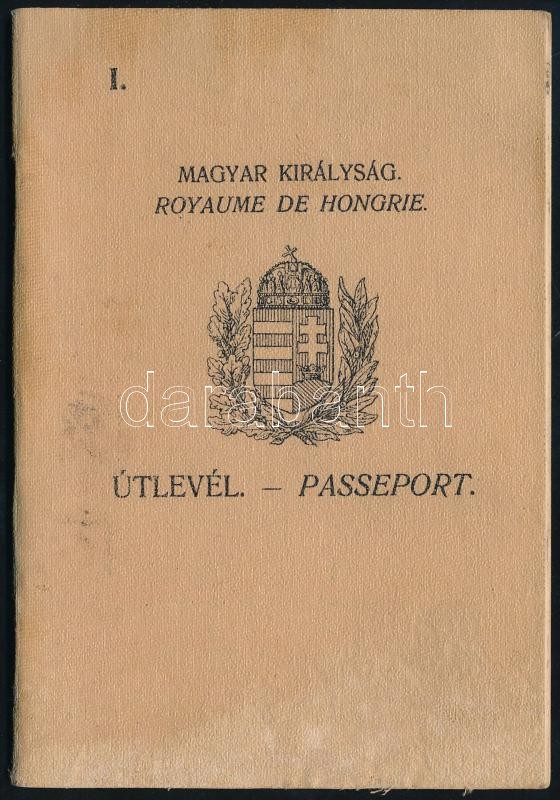 I.
MAGYAR KIRÁLYSÁG.
ROYAUME DE HONGRIE.
darabanth
ÚTLEVÉL. — PASSEPORT.